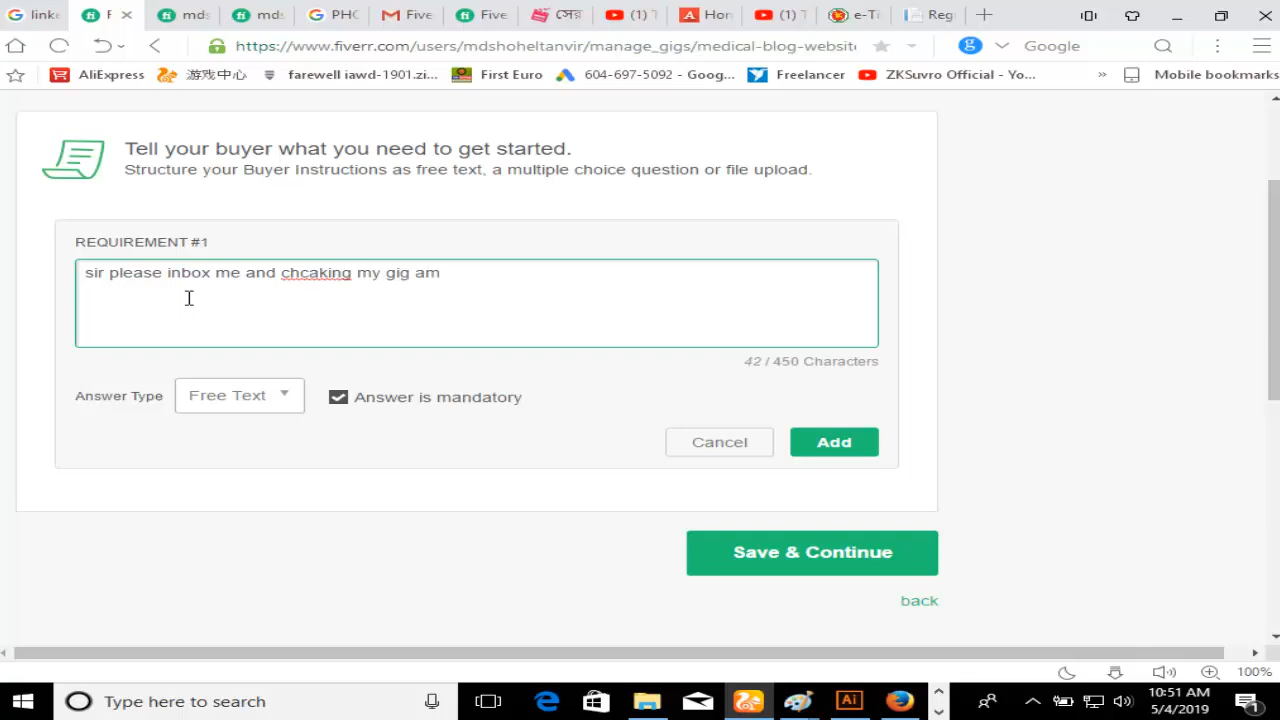 linke
F
mds
mds
PHO
Five
Five
সের
(1) T
Hon
(1) T
e-Ti
Regi
https://www.fiverr.com/users/mdshoheltanvir/manage_gigs/medical-blog-website
Google
AliExpress
游戏中心
farewell iawd-1901.zi...
First Euro
604-697-5092 - Goog...
Freelancer
ZKSuvro Official - Yo...
»
Mobile bookmarks
Tell your buyer what you need to get started.
Structure your Buyer Instructions as free text, a multiple choice question or file upload.
REQUIREMENT #1
sir please inbox me and chcaking my gig am
42 / 450 Characters
Answer Type
Free Text
Answer is mandatory
Cancel
Add
Save & Continue
back
100%
Type here to search
10:51 AM
5/4/2019
1